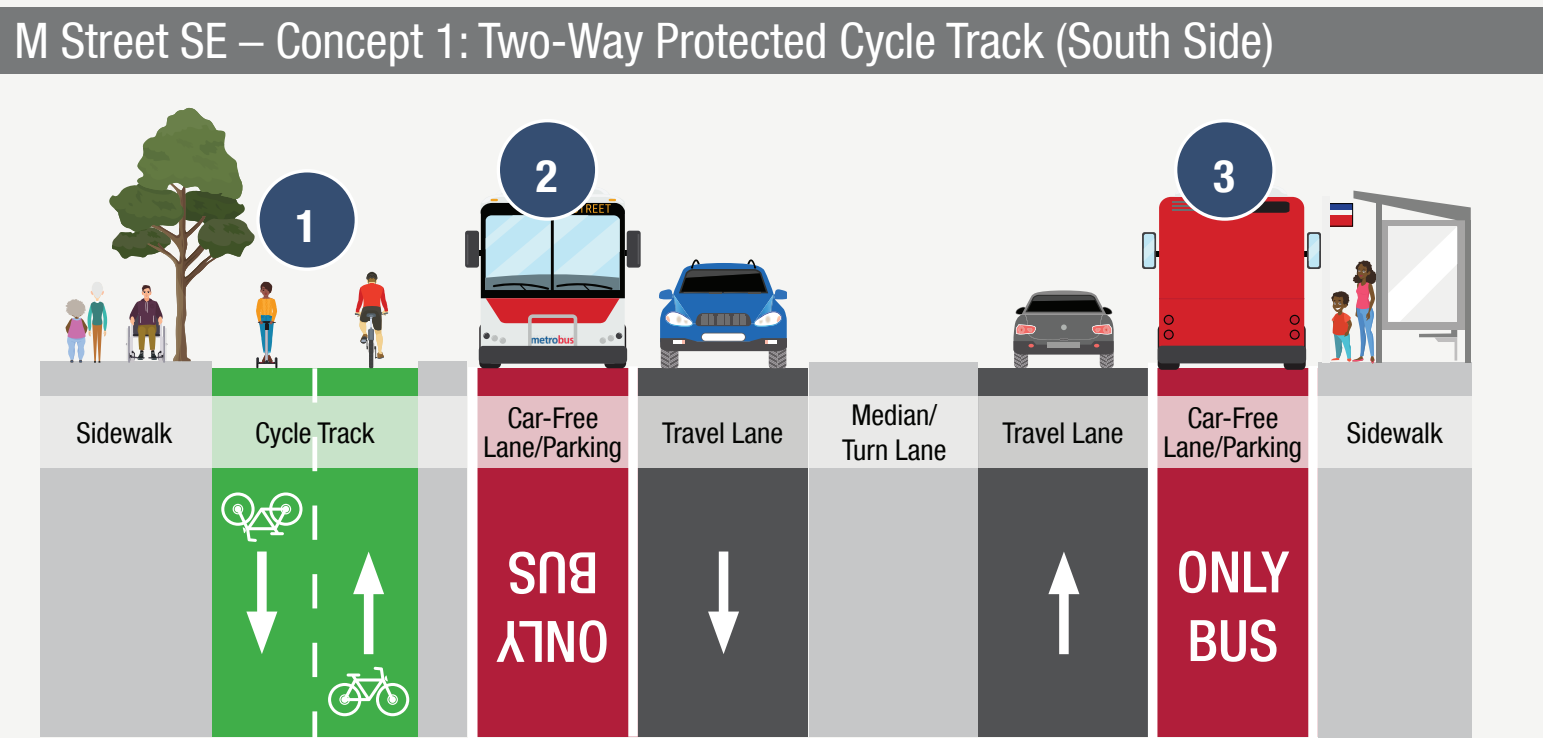 M Street SE – Concept 1: Two-Way Protected Cycle Track (South Side)
1
2
3
REET
metrobus
Sidewalk
Cycle Track
Car-Free
Lane/Parking
Travel Lane
Median/
Turn Lane
Travel Lane
Car-Free
Lane/Parking
Sidewalk
BUS
ONLY
ONLY
BUS